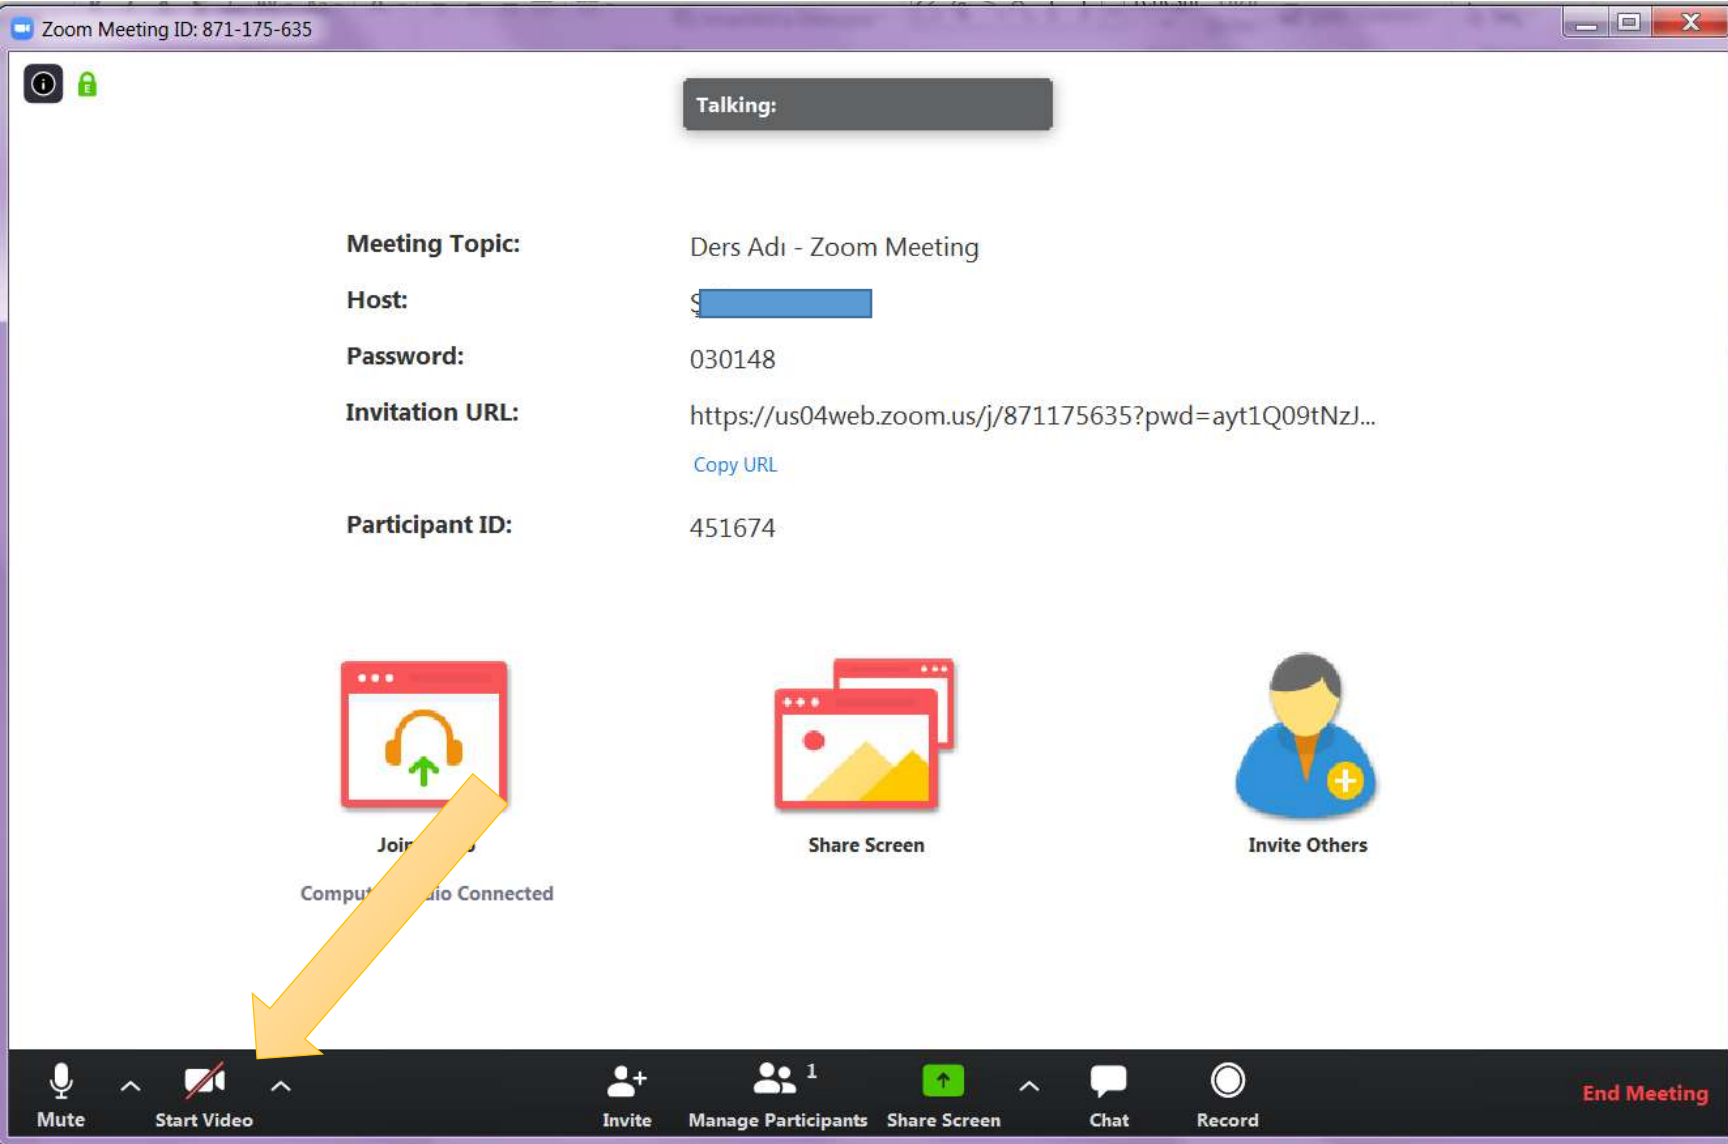 Zoom Meeting ID: 871-175-635
Talking:
Meeting Topic: Ders Adı - Zoom Meeting
Host: Ş
Password: 030148
Invitation URL: https://us04web.zoom.us/j/871175635?pwd=ayt1Q09tNzJ...
Copy URL
Participant ID: 451674
Share Screen
Invite Others
Connected
Mute
Start Video
Invite
1
Manage Participants
Share Screen
Chat
Record
End Meeting